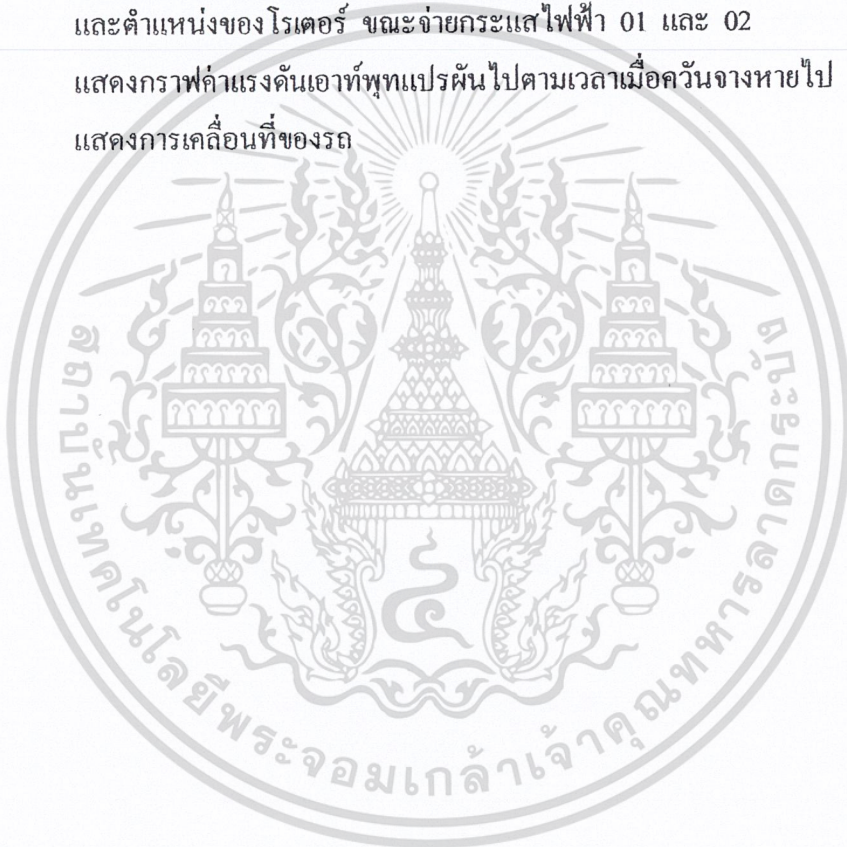 และตำแหน่งของโรเตอร์ ขณะจ่ายกระแสไฟฟ้า 01 และ 02
แสดงกราฟค่าแรงดันเอาท์พุทแปรผันไปตามเวลาเมื่อควันจางหายไป
แสดงการเคลื่อนที่ของรถ
สถาบันเทคโนโลยีพระจอมเกล้าเจ้าคุณทหารลาดกระบัง